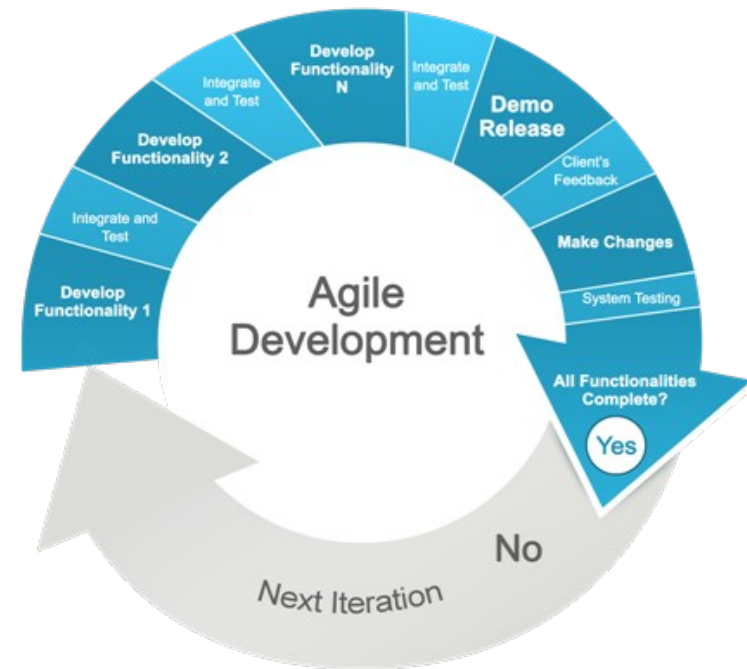 Develop
Functionality 1
Integrate and
Test
Develop
Functionality 2
Integrate
and Test
Develop
Functionality
N
Integrate
and Test
Demo
Release
Client's
Feedback
Make Changes
System Testing
All Functionalities
Complete?
Yes
No
Next Iteration
Agile
Development